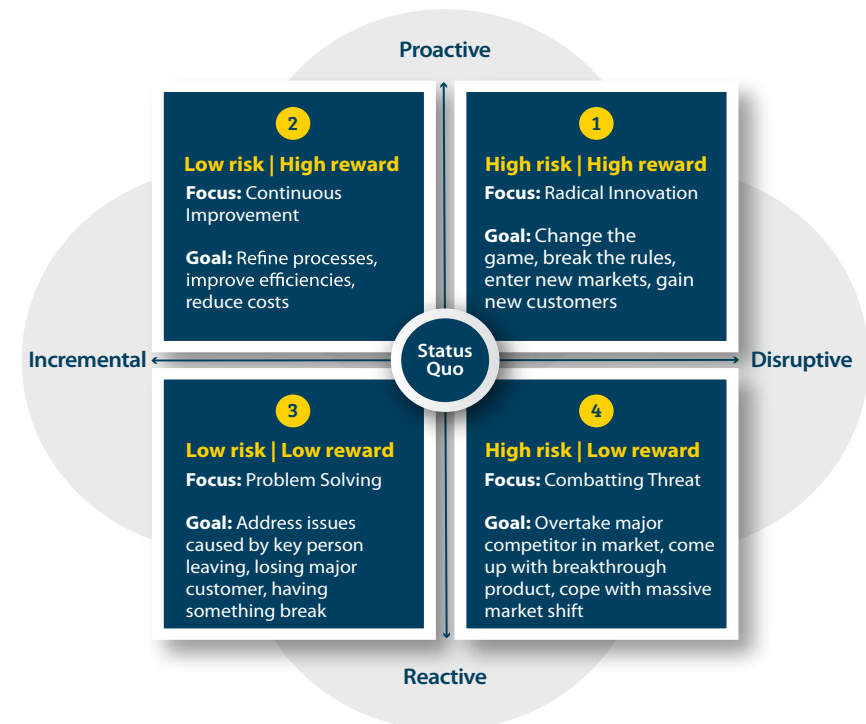 Proactive
2
Low risk | High reward
Focus: Continuous
Improvement
Goal: Refine processes,
improve efficiencies,
reduce costs
1
High risk | High reward
Focus: Radical Innovation
Goal: Change the
game, break the rules,
enter new markets, gain
new customers
Incremental
Status
Quo
Disruptive
3
Low risk | Low reward
Focus: Problem Solving
Goal: Address issues
caused by key person
leaving, losing major
customer, having
something break
4
High risk | Low reward
Focus: Combatting Threat
Goal: Overtake major
competitor in market, come
up with breakthrough
product, cope with massive
market shift
Reactive